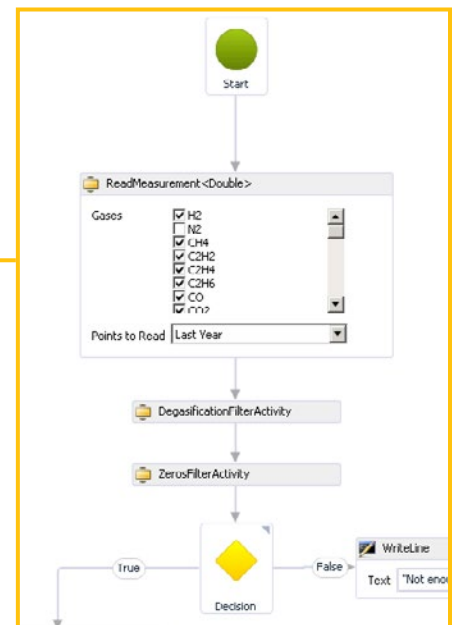 Start
ReadMeasurement<Double>
Gases
H2
N2
CH4
C2H2
C2H4
C2H6
CO
CO2
Points to Read Last Year
DegasificationFilterActivity
ZerosFilterActivity
True
False
WriteLine
Text "Not
Decision